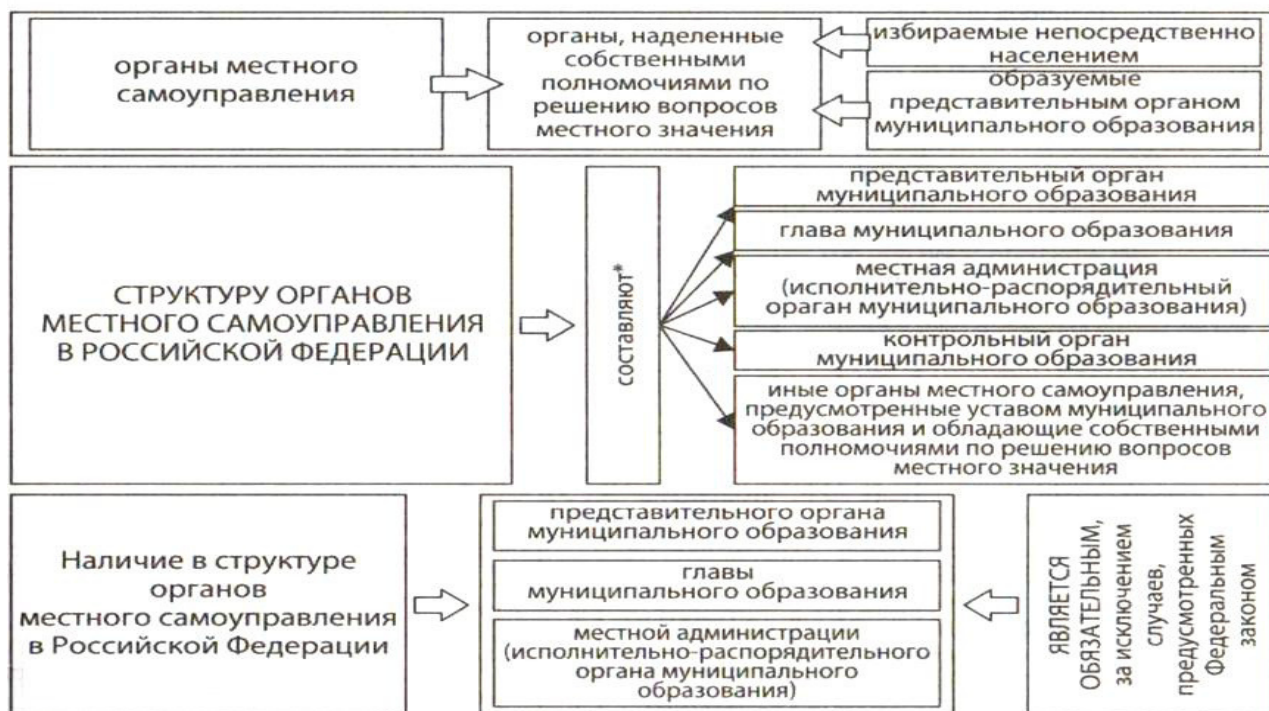 органы местного
самоуправления
органы, наделенные
собственными
полномочиями по
решению вопросов
местного значения
избираемые непосредственно
населением
образуемые
представительным органом
муниципального образования
СТРУКТУРУ ОРГАНОВ
МЕСТНОГО САМОУПРАВЛЕНИЯ
В РОССИЙСКОЙ ФЕДЕРАЦИИ
составляют*
представительный орган
муниципального образования
глава муниципального образования
местная администрация
(исполнительно-распорядительный
ораган муниципального образования)
контрольный орган
муниципального образования
иные органы местного самоуправления,
предусмотренные уставом муниципального
образования и обладающие собственными
полномочиями по решению вопросов
местного значения
Наличие в структуре
органов
местного самоуправления
в Российской Федерации
представительного органа
муниципального образования
главы
муниципального образования
местной администрации
(исполнительно-распорядительного
органа муниципального
образования)
ЯВЛЯЕТСЯ
ОБЯЗАТЕЛЬНЫМ,
за исключением
случаев,
предусмотренных
Федеральным
законом